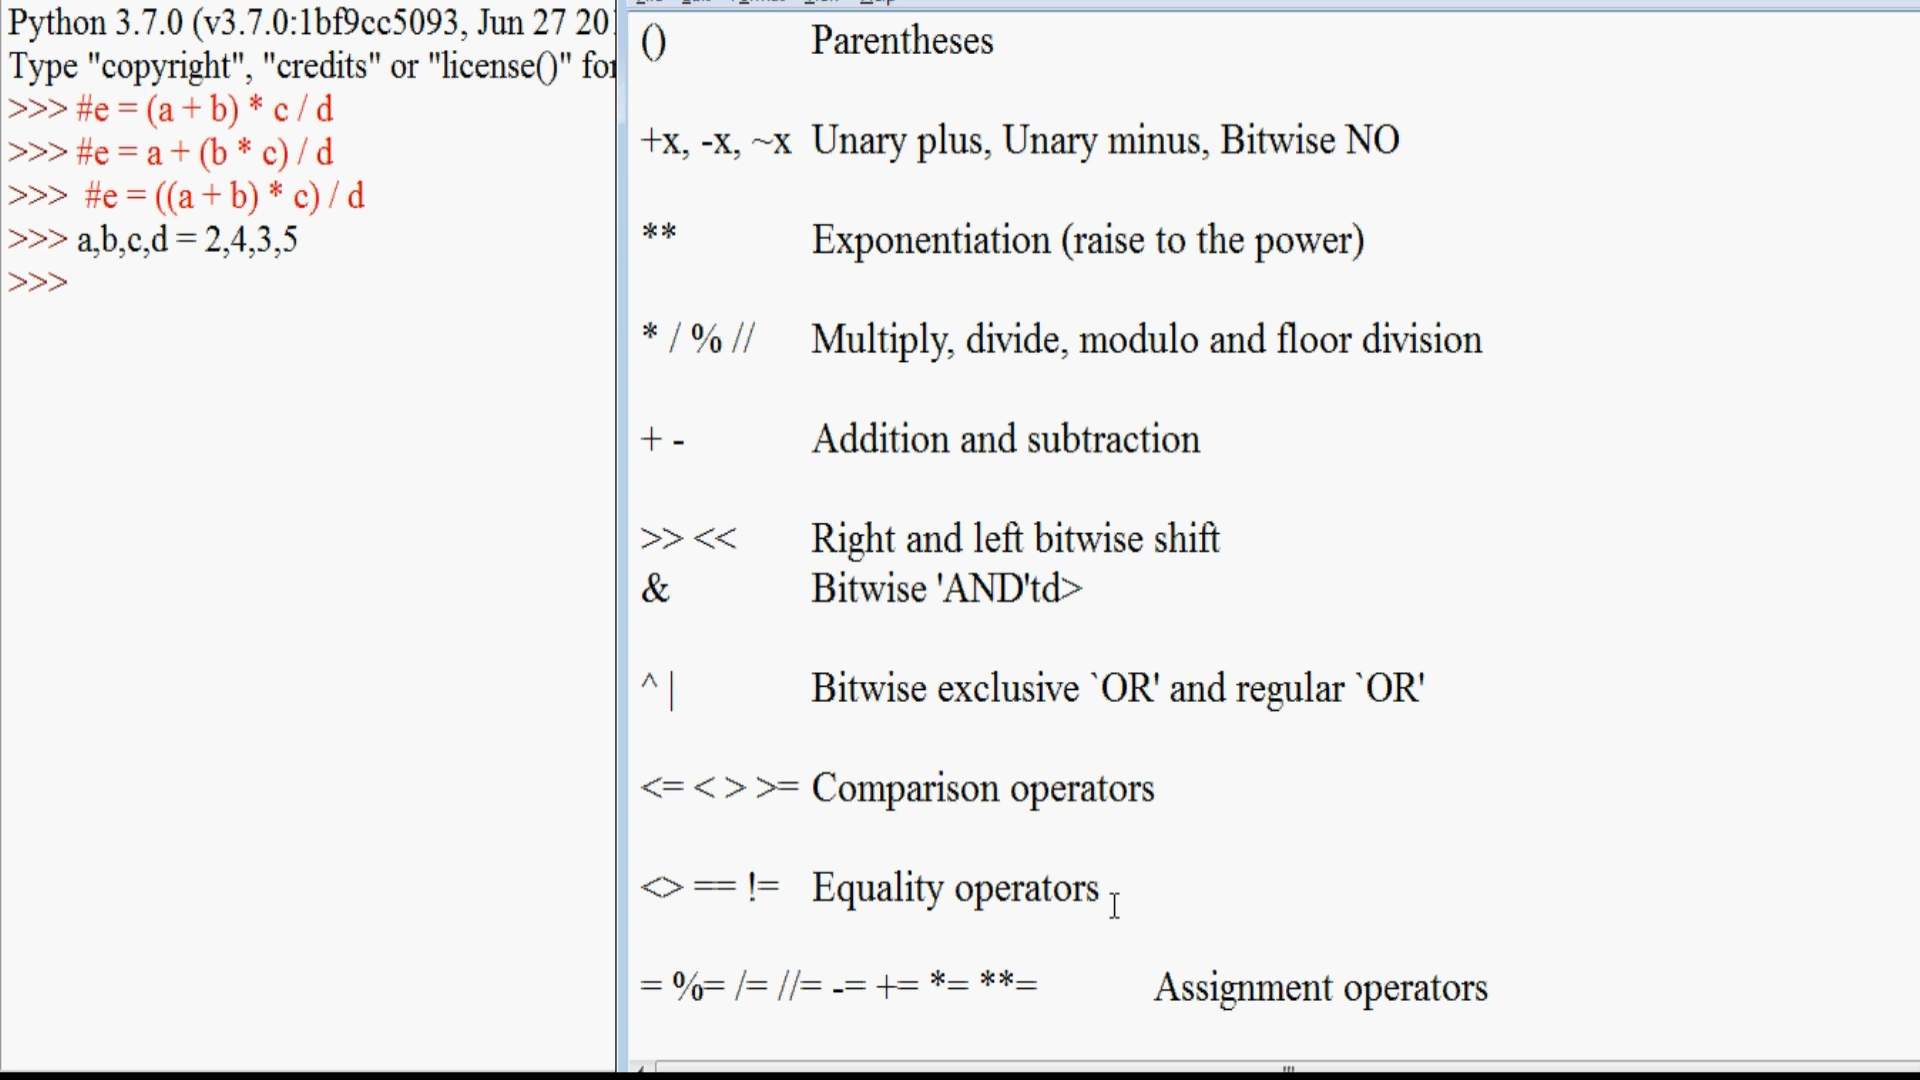 Python 3.7.0 (v3.7.0:1bf9cc5093, Jun 27 20
Type "copyright", "credits" or "license()" for
>>> #e = (a + b) * c / d
>>> #e = a + (b * c) / d
>>> #e = ((a + b) * c) / d
>>> a,b,c,d = 2,4,3,5
>>>
() Parentheses
+x, -x, ~x Unary plus, Unary minus, Bitwise NO
** Exponentiation (raise to the power)
* / % // Multiply, divide, modulo and floor division
+ - Addition and subtraction
>> << Right and left bitwise shift
& Bitwise 'AND'td>
^ | Bitwise exclusive `OR' and regular `OR'
<= < > >= Comparison operators
<> == != Equality operators
= %= /= //= -= += *= **= Assignment operators